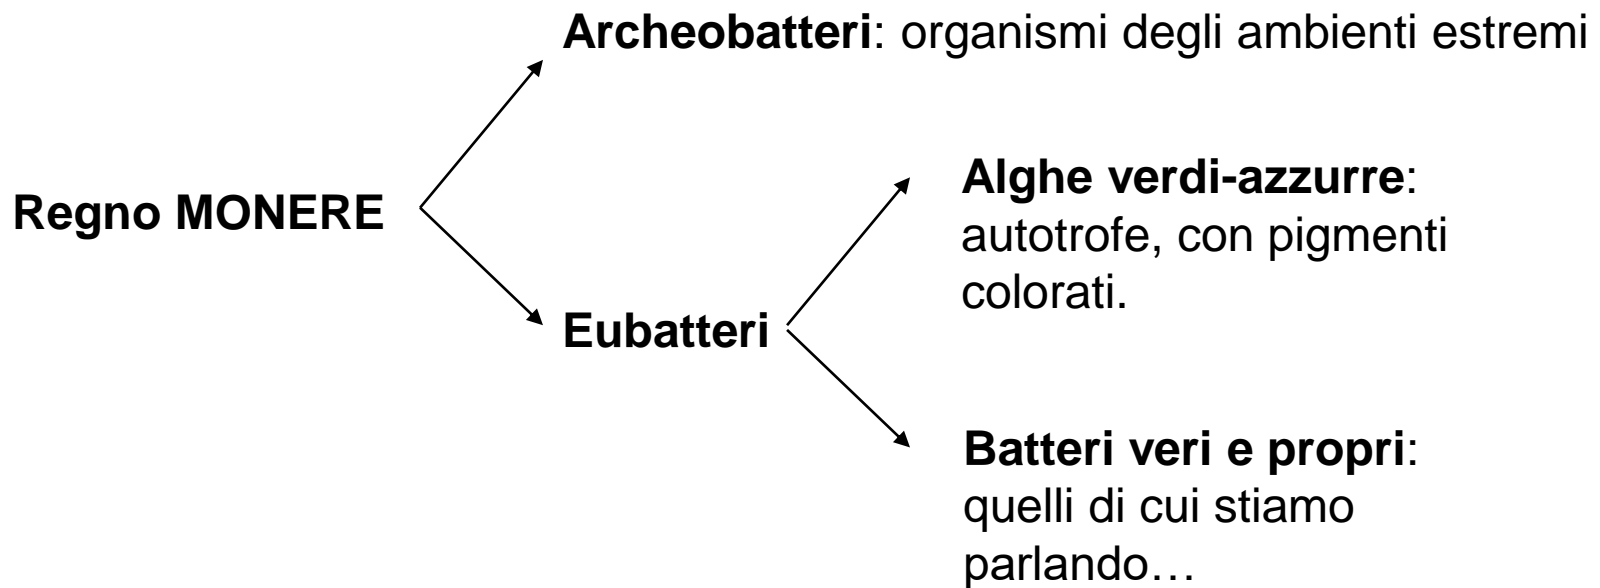 Archeobatteri: organismi degli ambienti estremi
Regno MONERE
Alghe verdi-azzurre:
autotrofe, con pigmenti
colorati.
Eubatteri
Batteri veri e propri:
quelli di cui stiamo
parlando…